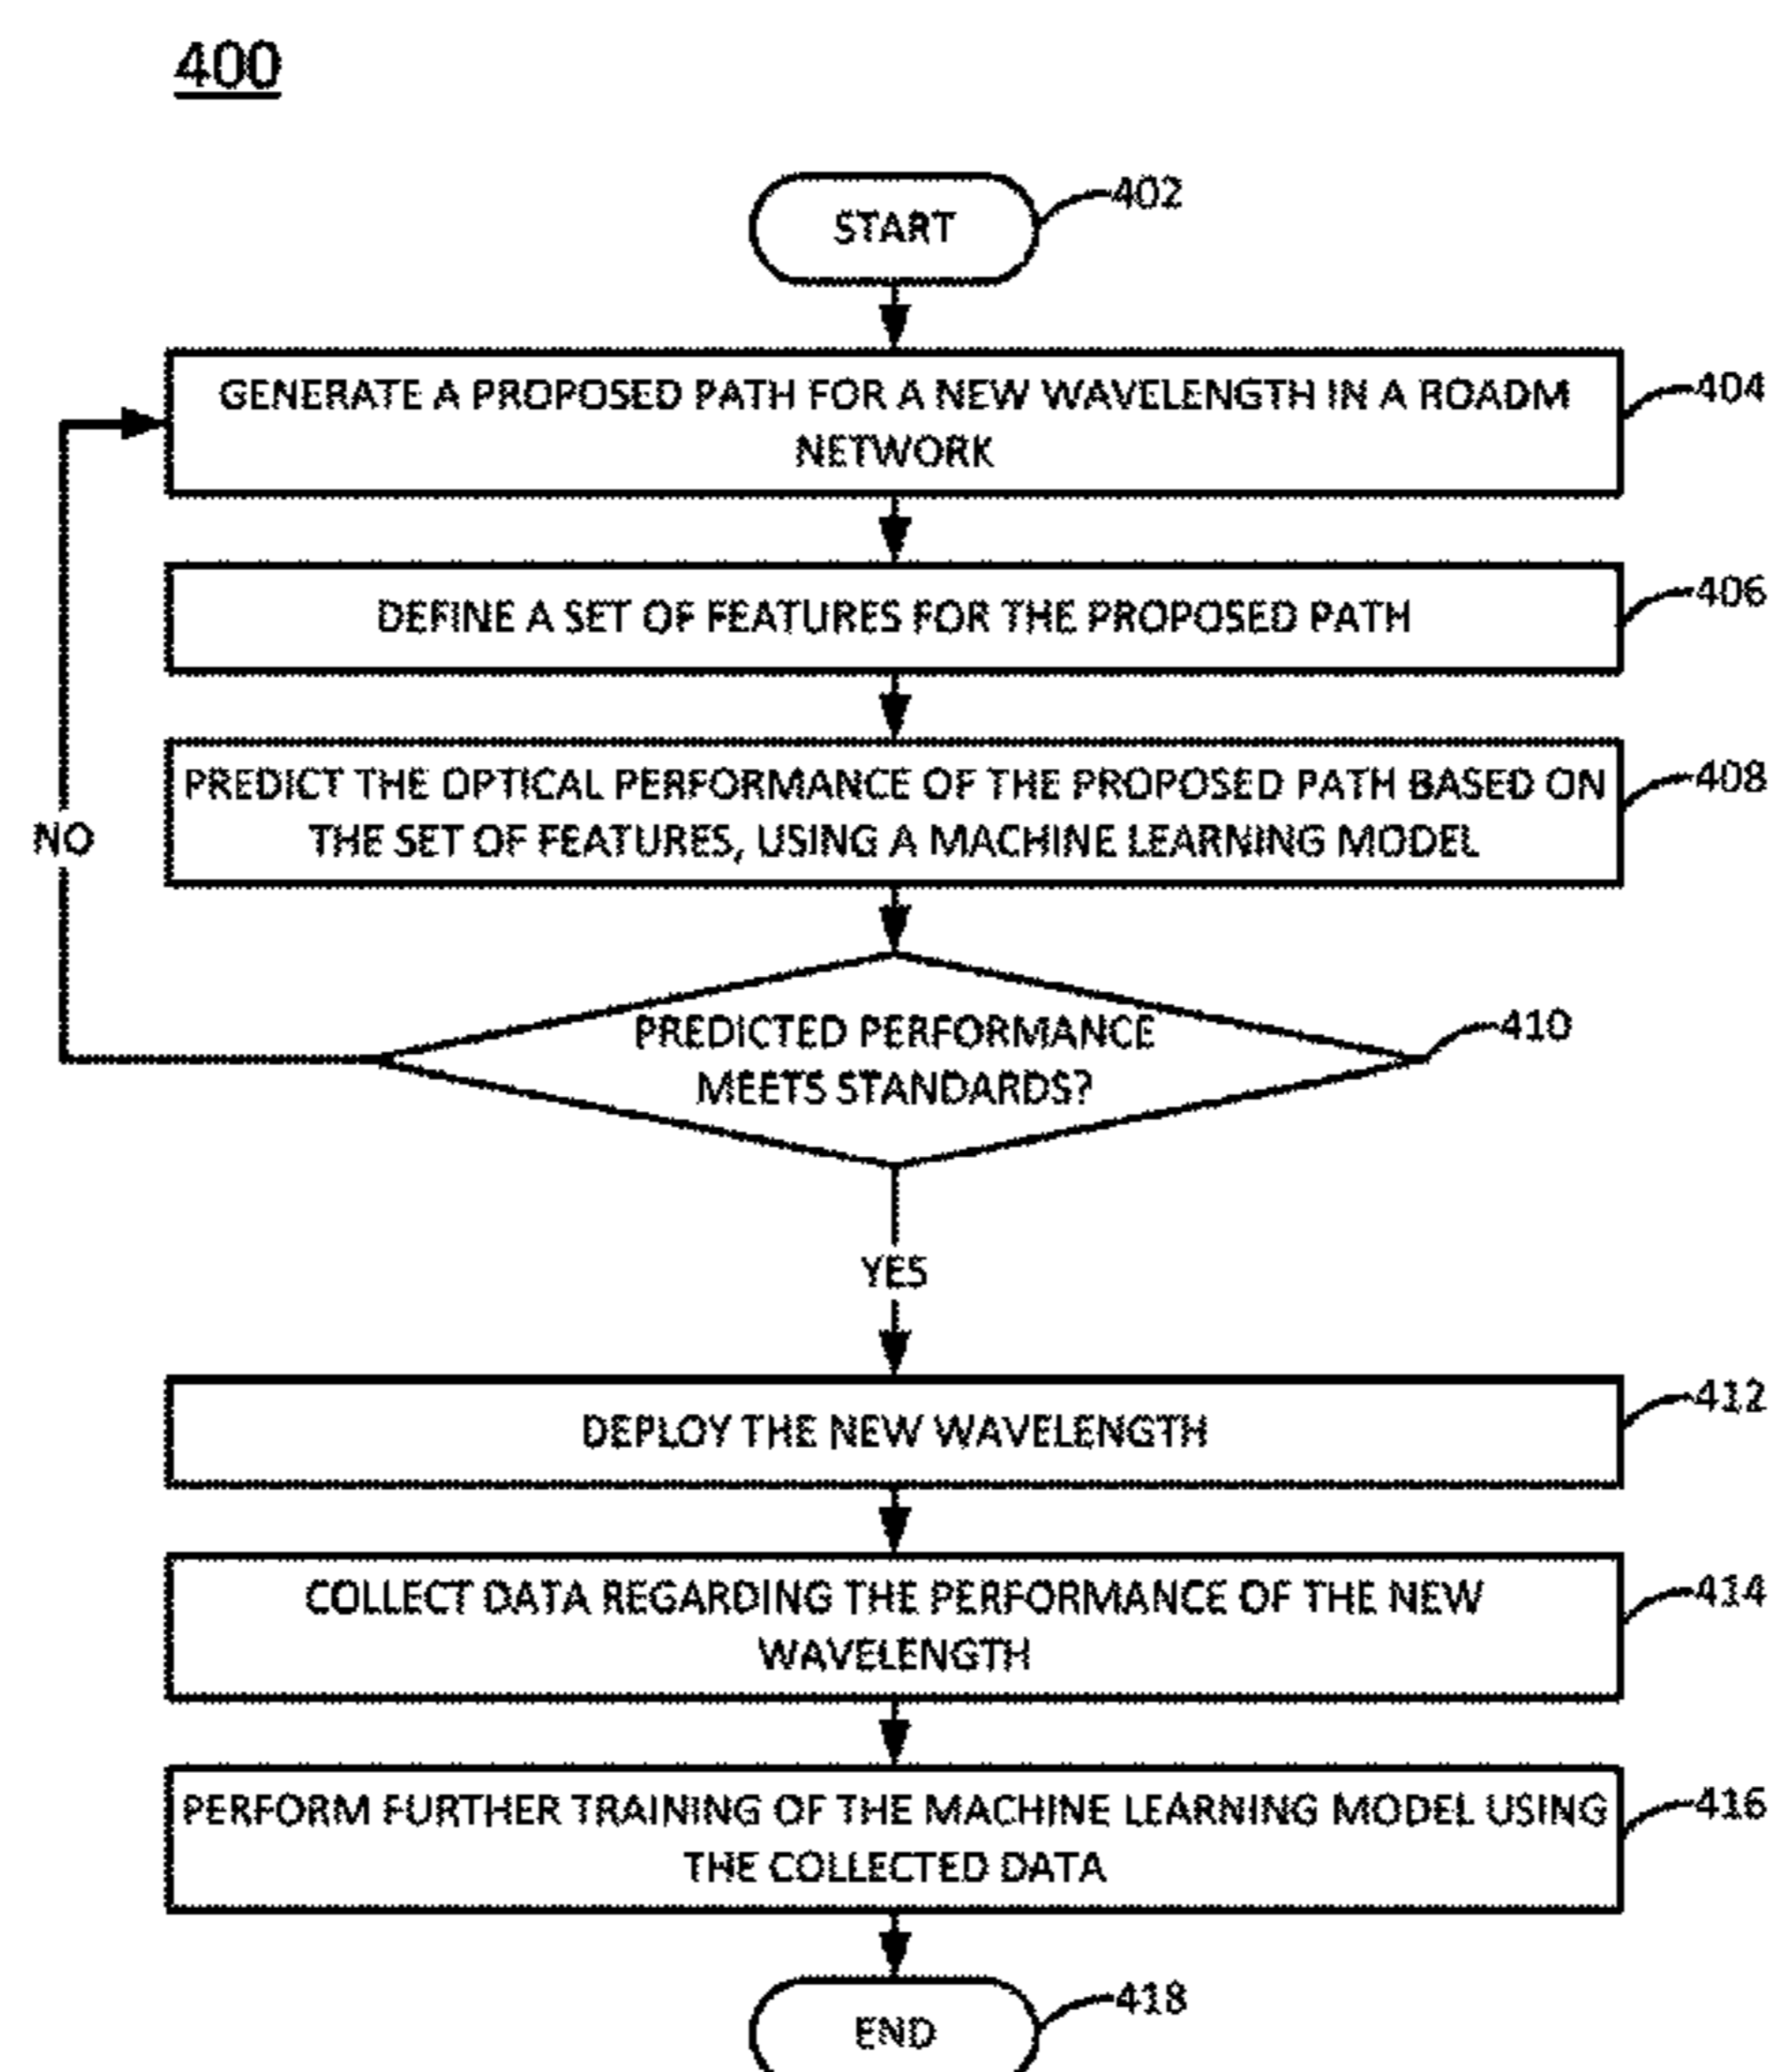 400
START
402
GENERATE A PROPOSED PATH FOR A NEW WAVELENGTH IN A ROADM
NETWORK
404
DEFINE A SET OF FEATURES FOR THE PROPOSED PATH
406
PREDICT THE OPTICAL PERFORMANCE OF THE PROPOSED PATH BASED ON
THE SET OF FEATURES, USING A MACHINE LEARNING MODEL
408
NO
PREDICTED PERFORMANCE
MEETS STANDARDS?
410
YES
DEPLOY THE NEW WAVELENGTH
412
COLLECT DATA REGARDING THE PERFORMANCE OF THE NEW
WAVELENGTH
414
PERFORM FURTHER TRAINING OF THE MACHINE LEARNING MODEL USING
THE COLLECTED DATA
416
END
418